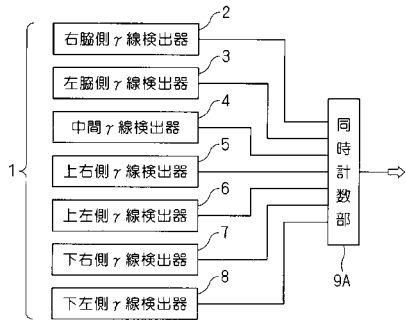 右脇側γ線検出器
2
左脇側γ線検出器
3
中間γ線検出器
4
上右側γ線検出器
5
上左側γ線検出器
6
下右側γ線検出器
7
下左側γ線検出器
8
1
同時計数部
9A